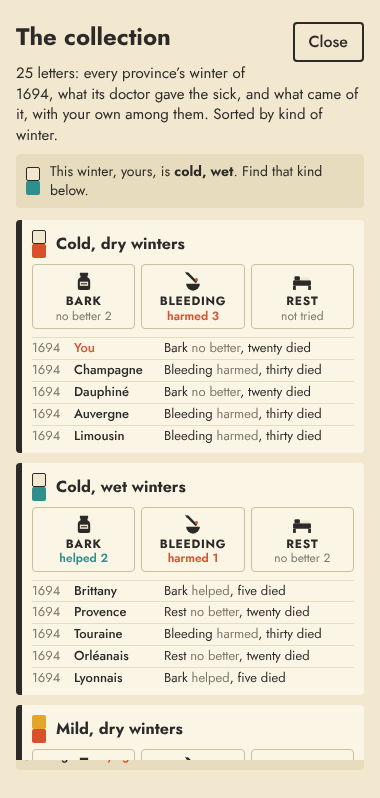 The collection
Close
25 letters: every province's winter of
1694, what its doctor gave the sick, and what came of
it, with your own among them. Sorted by kind of
winter.
This winter, yours, is cold, wet. Find that kind
below.
Cold, dry winters
BARK BLEEDING REST
no better 2 harmed 3 not tried
1694 You Bark no better, twenty died
1694 Champagne Bleeding harmed, thirty died
1694 Dauphiné Bark no better, twenty died
1694 Auvergne Bleeding harmed, thirty died
1694 Limousin Bleeding harmed, thirty died
Cold, wet winters
BARK BLEEDING REST
helped 2 harmed 1 no better 2
1694 Brittany Bark helped, five died
1694 Provence Rest no better, twenty died
1694 Touraine Bleeding harmed, thirty died
1694 Orléanais Rest no better, twenty died
1694 Lyonnais Bark helped, five died
Mild, dry winters